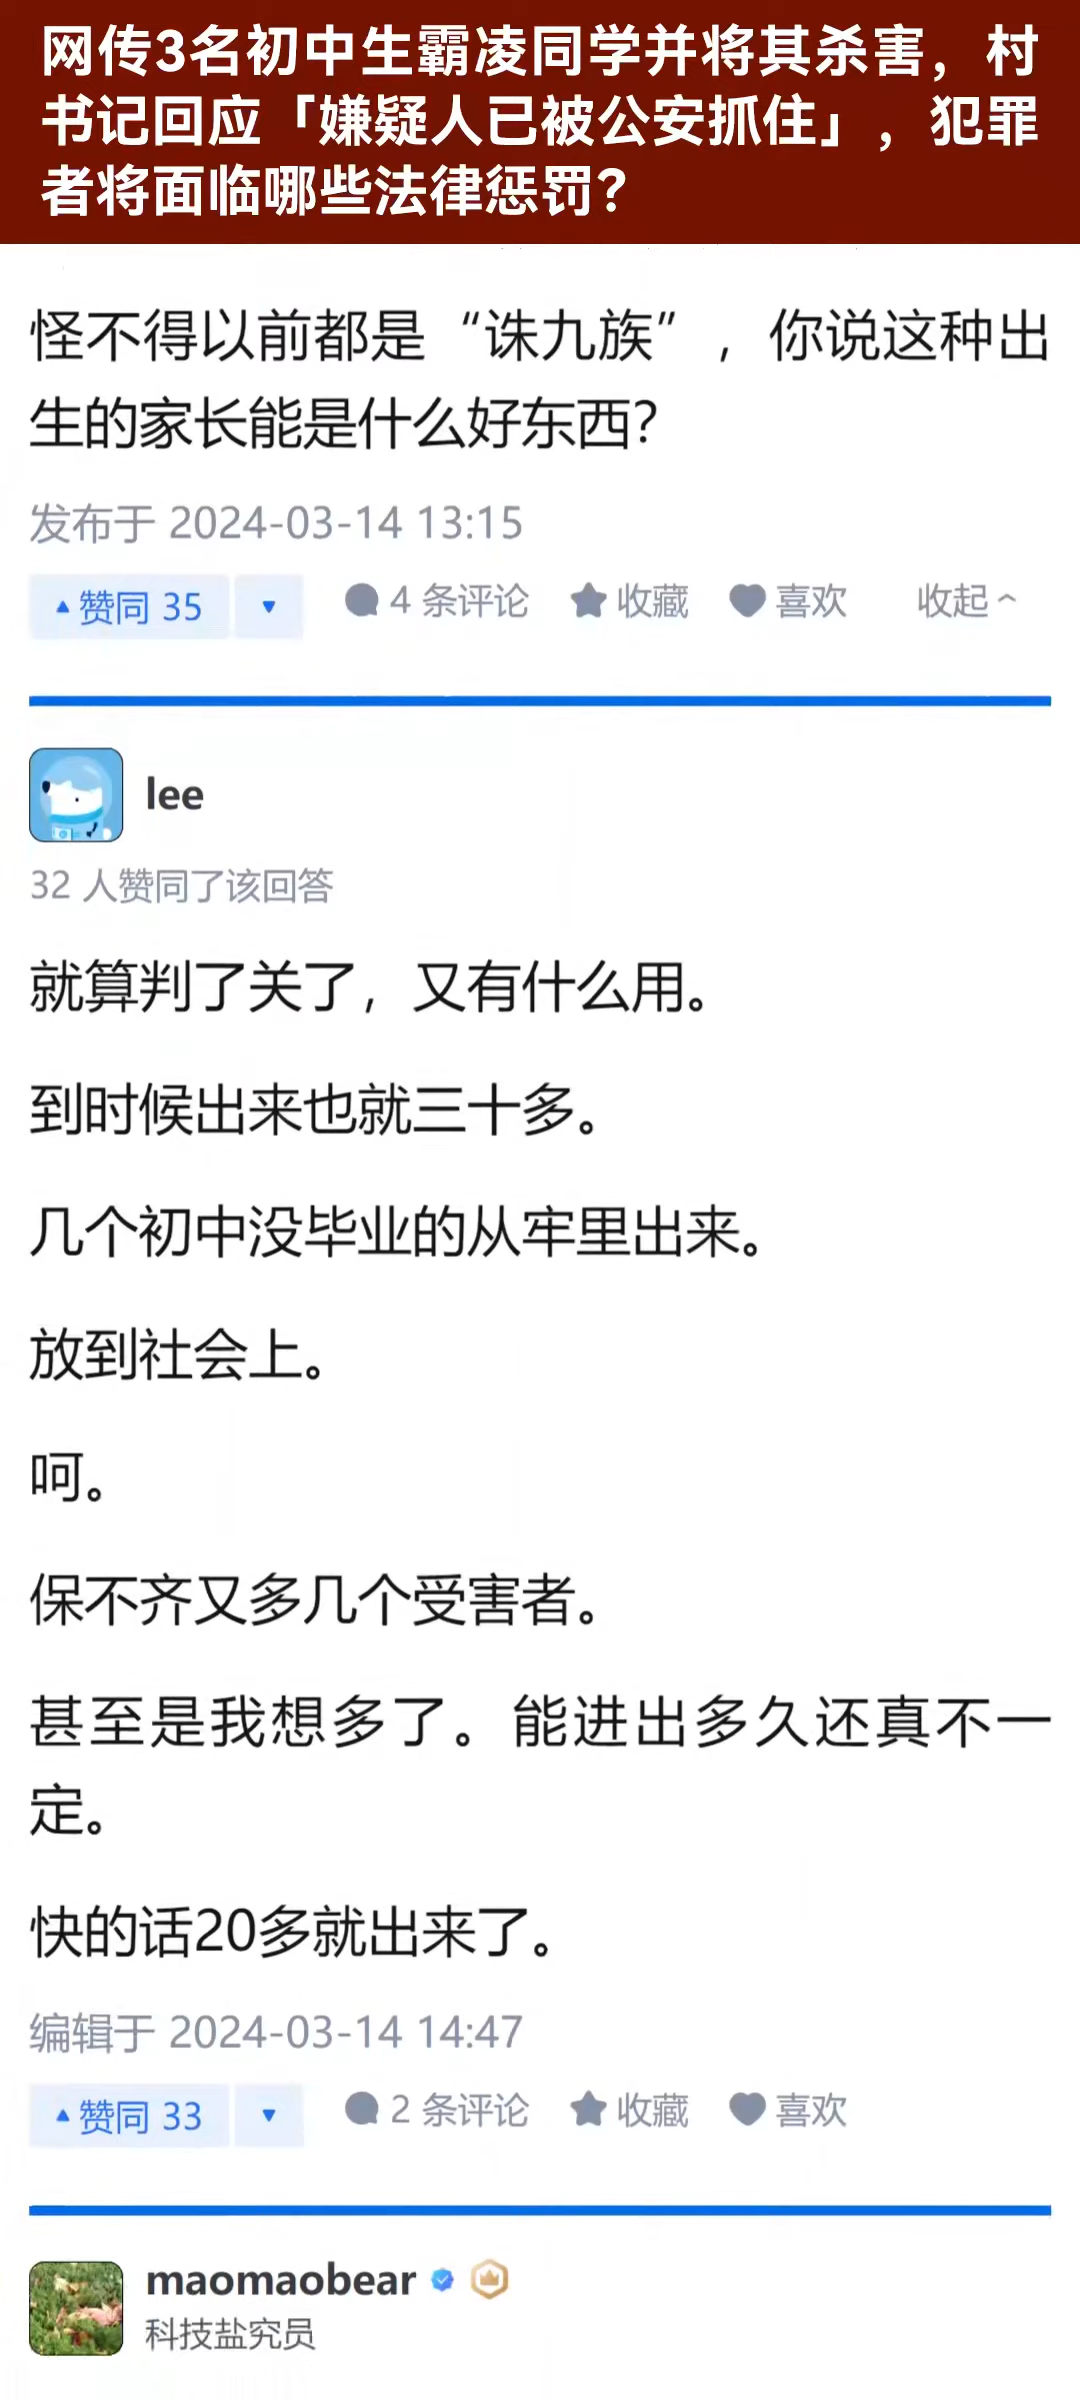 网传3名初中生霸凌同学并将其杀害，村
书记回应「嫌疑人已被公安抓住」，犯罪
者将面临哪些法律惩罚？
怪不得以前都是“诛九族”，你说这种出
生的家长能是什么好东西？
发布于 2024-03-14 13:15
赞同 35
4 条评论
收藏
喜欢
收起
lee
32 人赞同了该回答
就算判了关了，又有什么用。
到时候出来也就三十多。
几个初中没毕业的从牢里出来。
放到社会上。
呵。
保不齐又多几个受害者。
甚至是我想多了。能进出多久还真不一
定。
快的话20多就出来了。
编辑于 2024-03-14 14:47
赞同 33
2 条评论
收藏
喜欢
maomaobear
科技盐究员